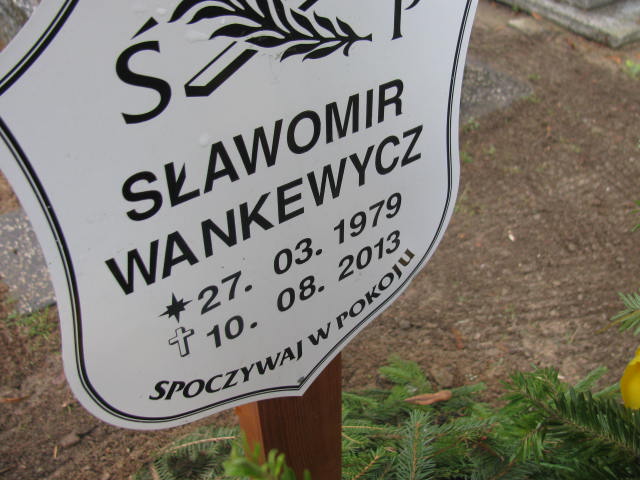 Ś P
SŁAWOMIR
WANKEWYCZ
27. 03. 1979
10. 08. 2013
SPOCZYWAJ W POKOJU